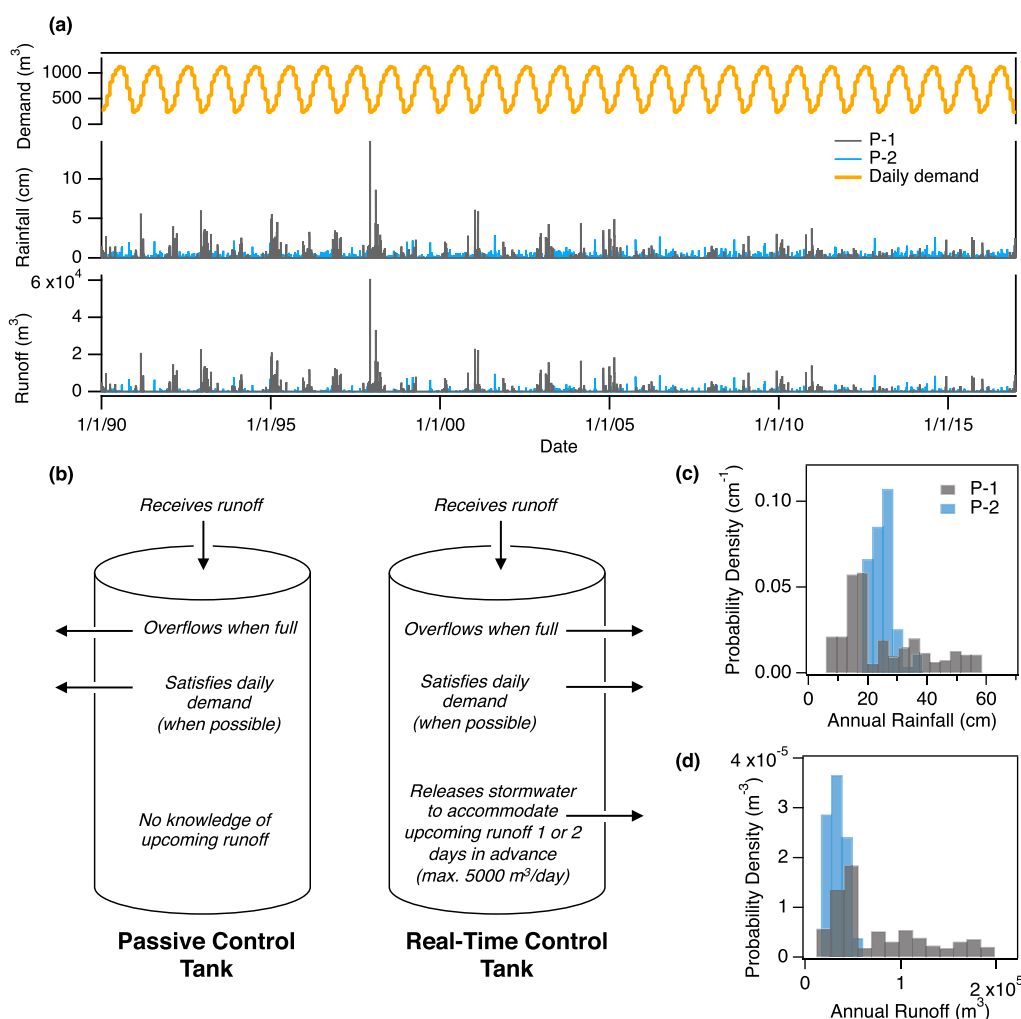 (a)
Demand (m³)
1000
500
0
P-1
P-2
Daily demand
Rainfall (cm)
10
5
0
Runoff (m³)
6 x10⁴
4
2
0
1/1/90
1/1/95
1/1/00
1/1/05
1/1/10
1/1/15
Date
(b)
Receives runoff
Overflows when full
Satisfies daily
demand
(when possible)
No knowledge of
upcoming runoff
Passive Control
Tank
Receives runoff
Overflows when full
Satisfies daily
demand
(when possible)
Releases stormwater
to accommodate
upcoming runoff 1 or 2
days in advance
(max. 5000 m³/day)
Real-Time Control
Tank
(c)
Probability Density (cm⁻¹)
0.10
0.05
0.00
P-1
P-2
0
20
40
60
Annual Rainfall (cm)
(d)
Probability Density (m⁻³)
4 x10⁻⁵
3
2
1
0
0
1
2 x10⁵
Annual Runoff (m³)